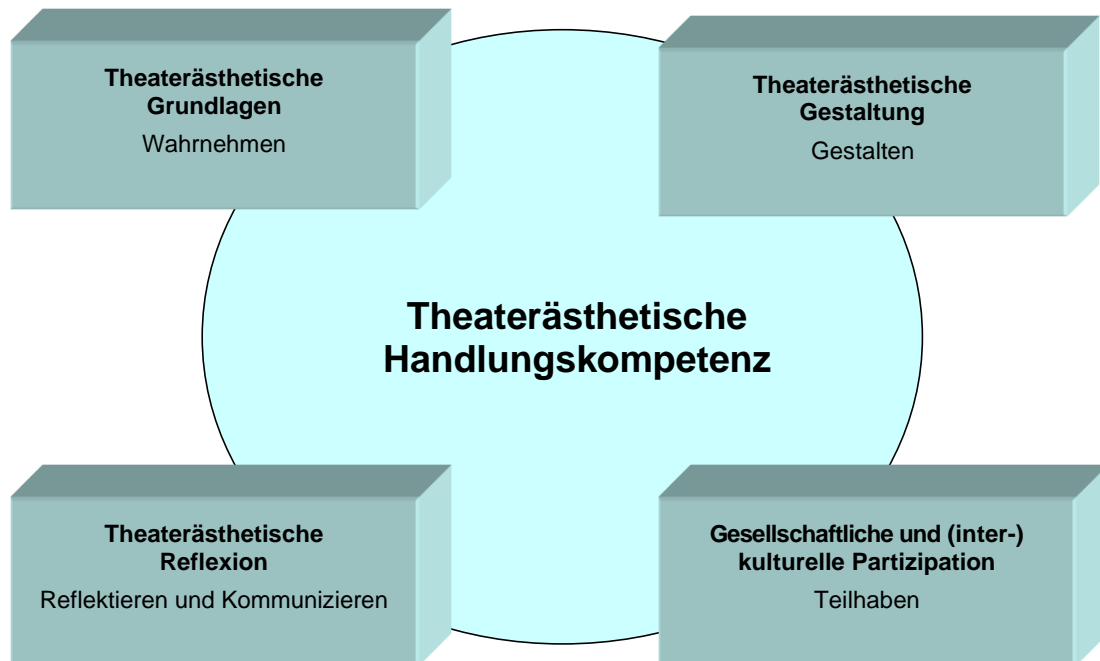 Theaterästhetische
Grundlagen
Wahrnehmen
Theaterästhetische
Gestaltung
Gestalten
Theaterästhetische
Handlungskompetenz
Theaterästhetische
Reflexion
Reflektieren und Kommunizieren
Gesellschaftliche und (inter-)
kulturelle Partizipation
Teilhaben